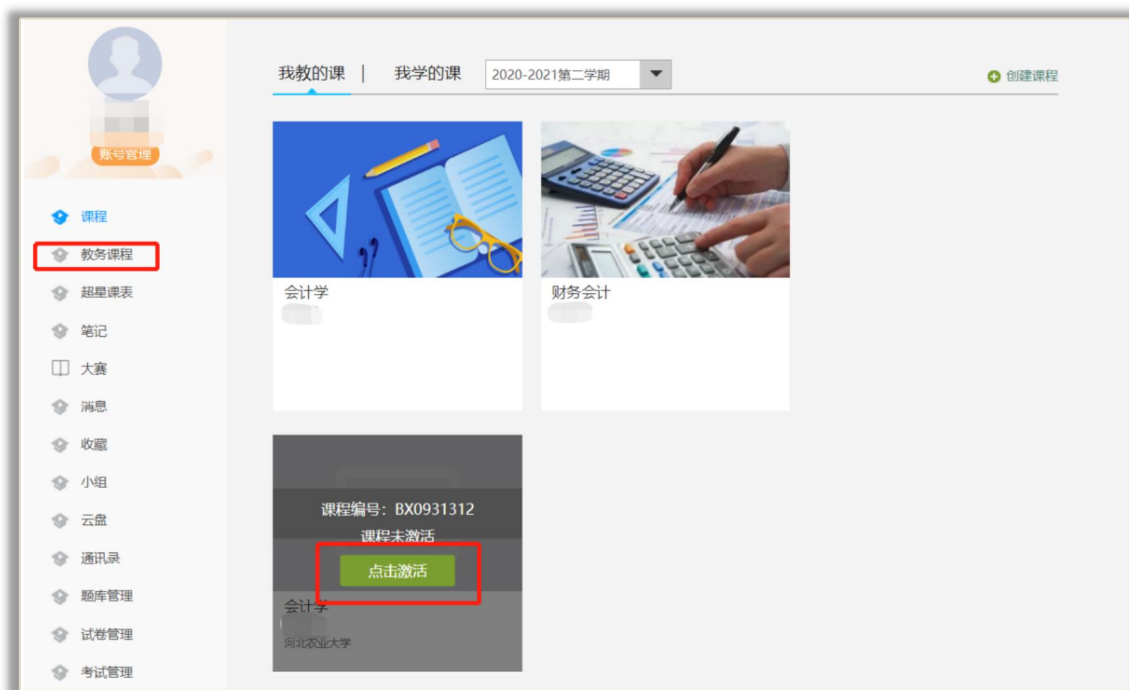 账号管理
课程
教务课程
超星课表
笔记
大赛
消息
收藏
小组
云盘
通讯录
题库管理
试卷管理
考试管理
我教的课 | 我学的课 2020-2021第二学期
创建课程
会计学
财务会计
课程编号：BX0931312
课程未激活
点击激活
会计学
河北农业大学